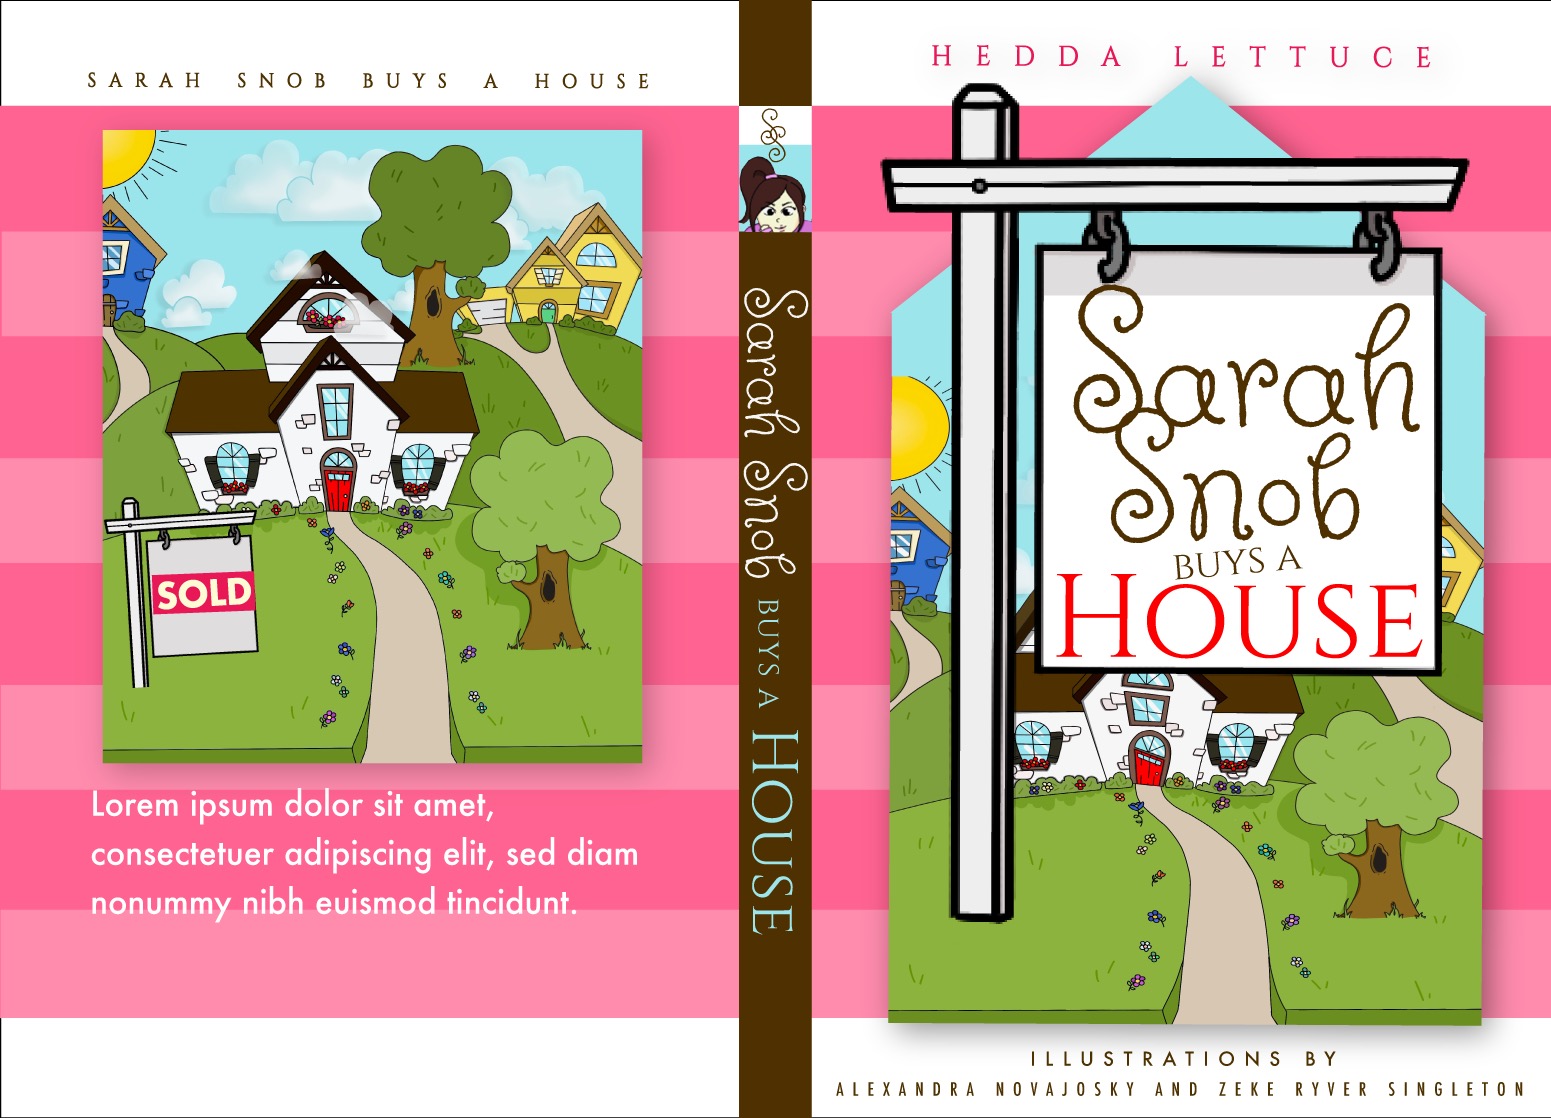 SARAH SNOB BUYS A HOUSE
SOLD
Lorem ipsum dolor sit amet,
consectetuer adipiscing elit, sed diam
nonummy nibh euismod tincidunt.
Sarah Snob BUYS A HOUSE
HEDDA LETTUCE
Sarah
Snob
BUYS A
HOUSE
ILLUSTRATIONS BY
ALEXANDRA NOVAJOSKY AND ZEKE RYVER SINGLETON